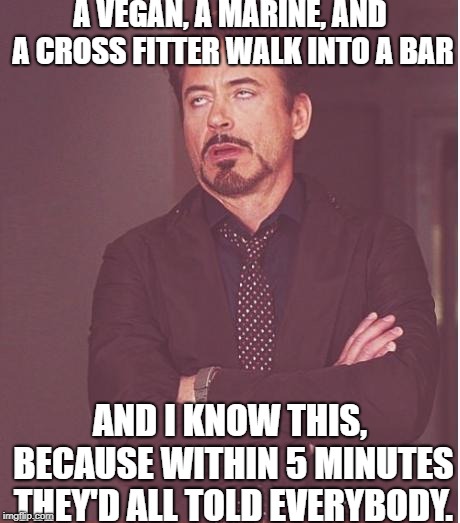 A VEGAN, A MARINE, AND
A CROSS FITTER WALK INTO A BAR
AND I KNOW THIS,
BECAUSE WITHIN 5 MINUTES
THEY'D ALL TOLD EVERYBODY.
imgflip.com